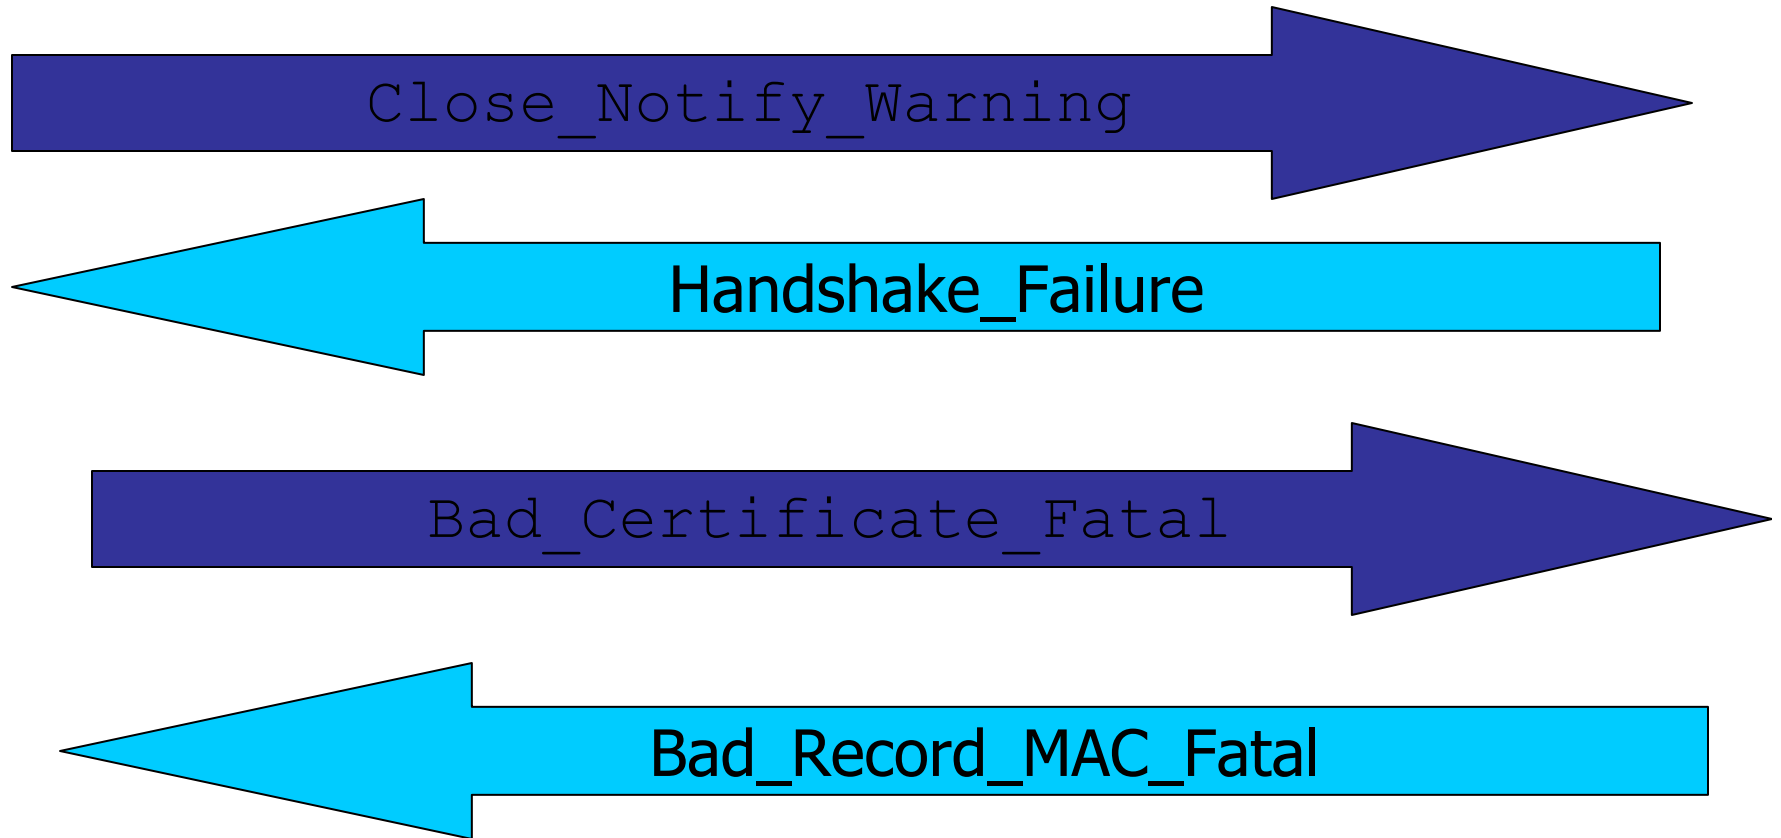 Close_Notify_Warning
Handshake_Failure
Bad_Certificate_Fatal
Bad_Record_MAC_Fatal